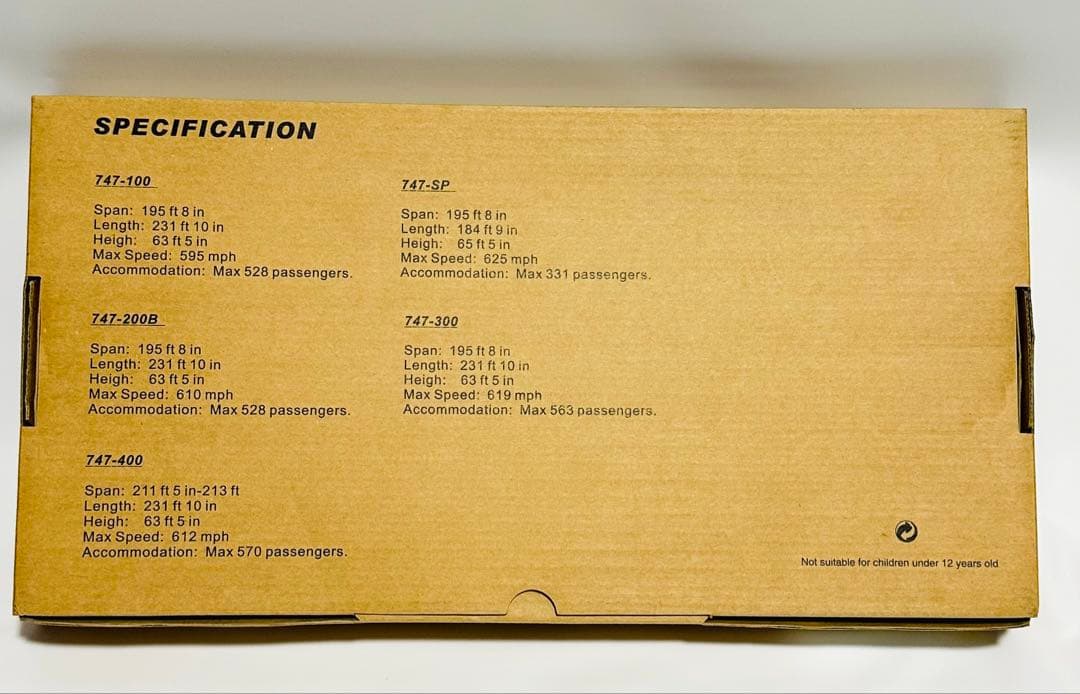 SPECIFICATION
747-100
Span: 195 ft 8 in
Length: 231 ft 10 in
Heigh: 63 ft 5 in
Max Speed: 595 mph
Accommodation: Max 528 passengers.
747-SP
Span: 195 ft 8 in
Length: 184 ft 9 in
Heigh: 65 ft 5 in
Max Speed: 625 mph
Accommodation: Max 331 passengers.
747-200B
Span: 195 ft 8 in
Length: 231 ft 10 in
Heigh: 63 ft 5 in
Max Speed: 610 mph
Accommodation: Max 528 passengers.
747-300
Span: 195 ft 8 in
Length: 231 ft 10 in
Heigh: 63 ft 5 in
Max Speed: 619 mph
Accommodation: Max 563 passengers.
747-400
Span: 211 ft 5 in-213 ft
Length: 231 ft 10 in
Heigh: 63 ft 5 in
Max Speed: 612 mph
Accommodation: Max 570 passengers.
Not suitable for children under 12 years old